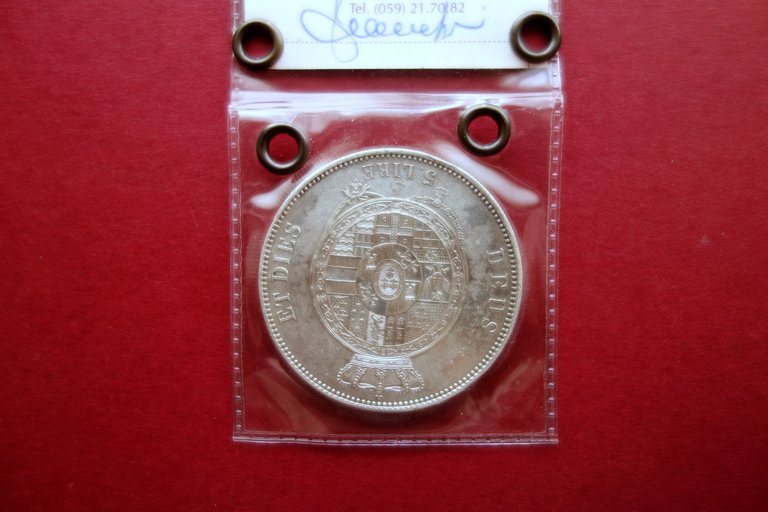 Tel. (059) 21.70.82
5. LIRE
DEUS
ET DIES